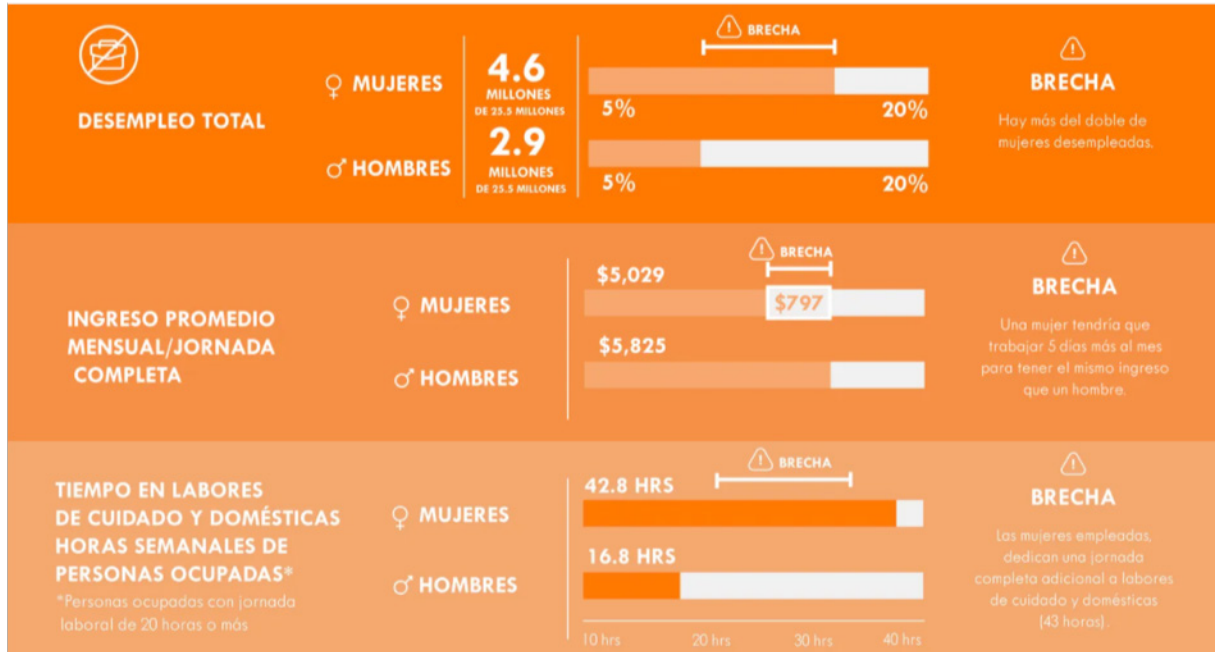 BRECHA
DESEMPLEO TOTAL
MUJERES
4.6
MILLONES
DE 25.5 MILLONES
5%
20%
HOMBRES
2.9
MILLONES
DE 25.5 MILLONES
5%
20%
BRECHA
Hay más del doble de
mujeres desempleadas.
INGRESO PROMEDIO
MENSUAL/JORNADA
COMPLETA
BRECHA
MUJERES
$5,029
$797
HOMBRES
$5,825
BRECHA
Una mujer tendría que
trabajar 5 días más al mes
para tener el mismo ingreso
que un hombre.
TIEMPO EN LABORES
DE CUIDADO Y DOMÉSTICAS
HORAS SEMANALES DE
PERSONAS OCUPADAS*
*Personas ocupadas con jornada
laboral de 20 horas o más
BRECHA
MUJERES
42.8 HRS
HOMBRES
16.8 HRS
10 hrs
20 hrs
30 hrs
40 hrs
BRECHA
Las mujeres empleadas,
dedican una jornada
completa adicional a labores
de cuidado y domésticas
(43 horas).